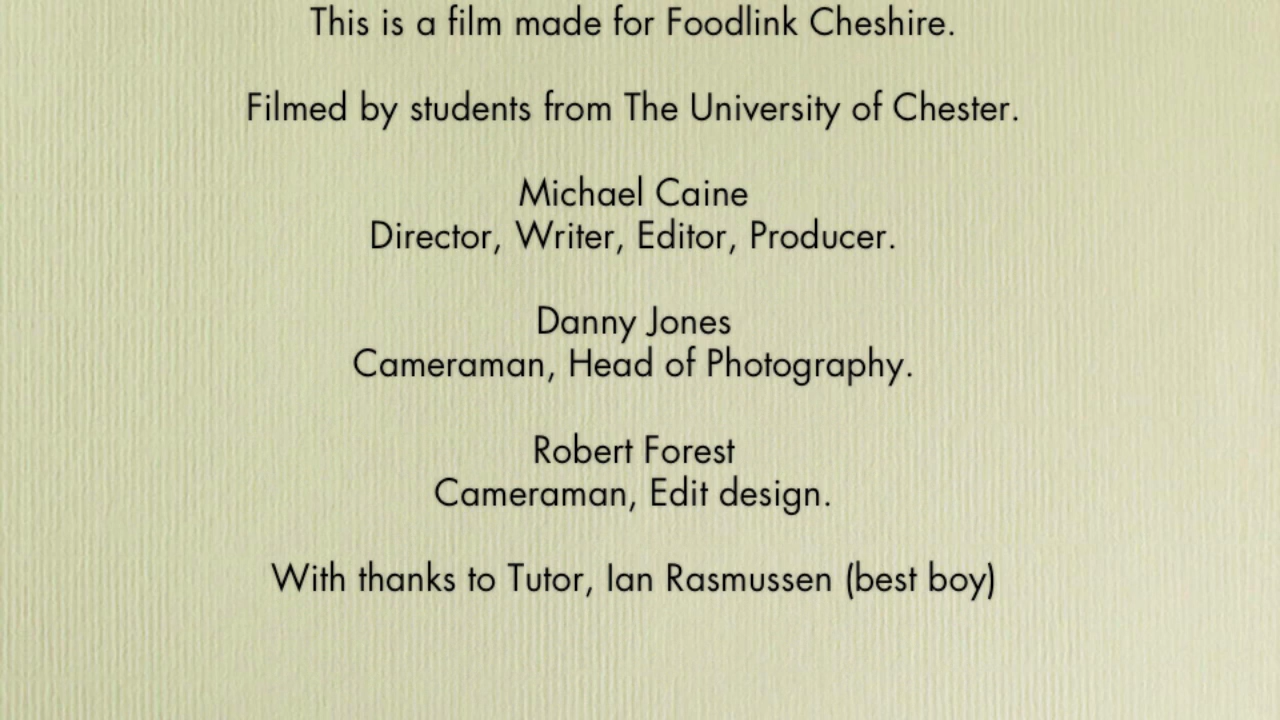 This is a film made for Foodlink Cheshire.
Filmed by students from The University of Chester.
Michael Caine
Director, Writer, Editor, Producer.
Danny Jones
Cameraman, Head of Photography.
Robert Forest
Cameraman, Edit design.
With thanks to Tutor, Ian Rasmussen (best boy)